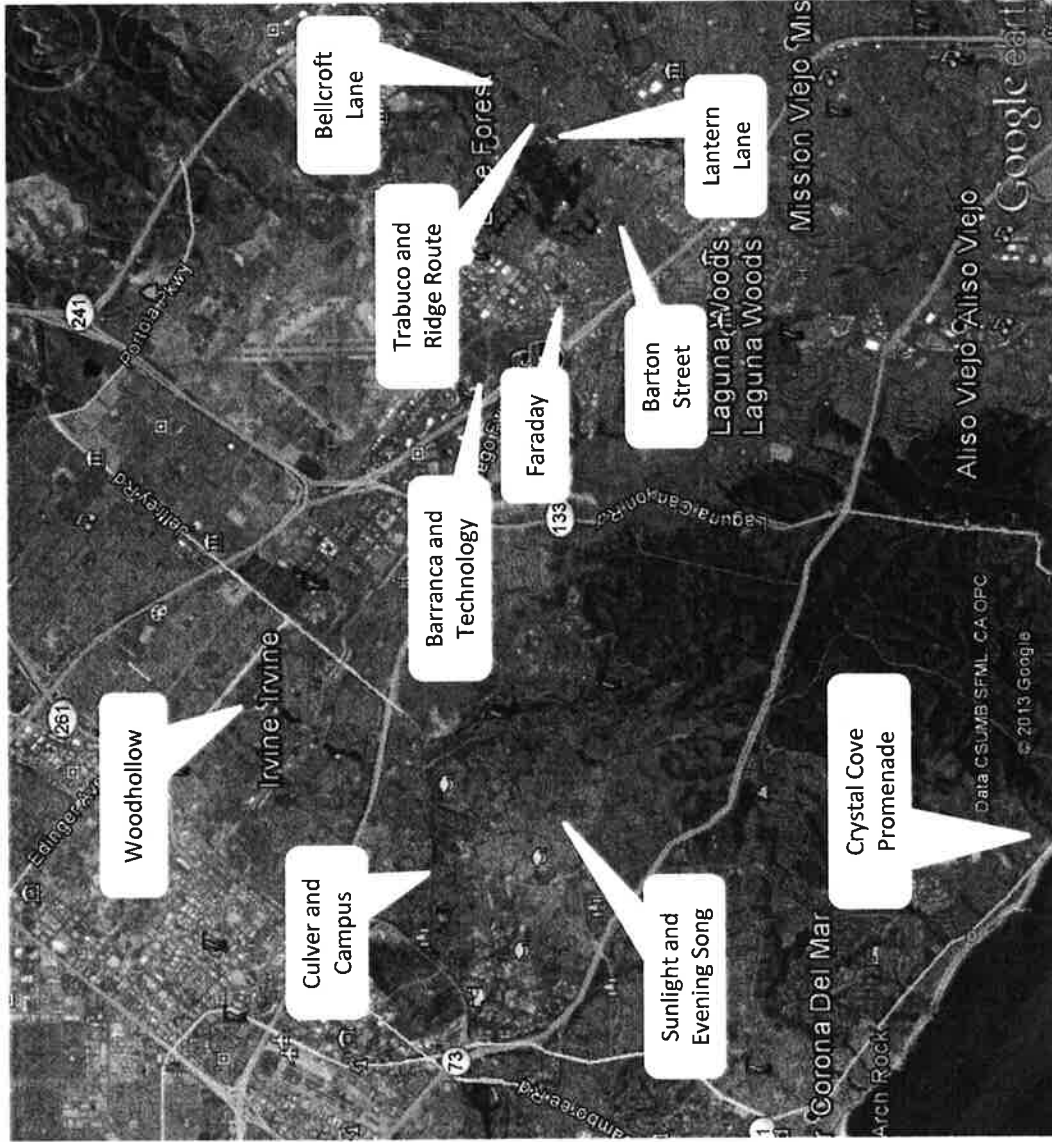 Edinger Av
261
241
Portola Pkwy
Jeffrey Rd
Woodhollow
Irvine Irvine
Bellcroft
Lane
Culver and
Campus
Trabuco and
Ridge Route
Barranca and
Technology
Faraday
73
133
Laguna Canyon Rd
Barton
Street
Lantern
Lane
Laguna Woods
Laguna Woods
Sunlight and
Evening Song
Mission Viejo Mis
Corona Del Mar
Arch Rock
Crystal Cove
Promenade
Aliso Viejo Aliso Viejo
Data CSUMB SFML, CA OPC
© 2013 Google
Google earth